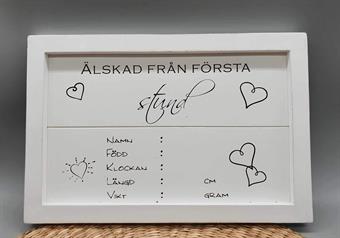 ÄLSKAD FRÅN FÖRSTA
stund
NAMN :
FÖDD :
KLOCKAN :
LÄNGD : CM
VIKT : GRAM